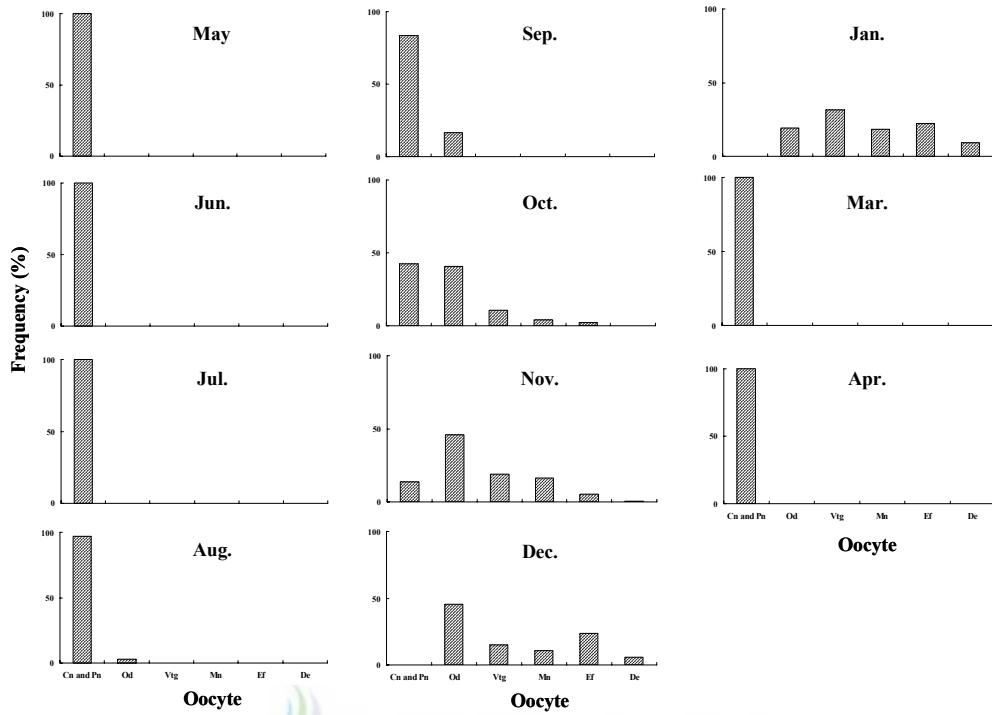 Frequency (%)
100
50
0
May
100
50
0
Jun.
100
50
0
Jul.
100
50
0
Aug.
Cn and Pn Od Vtg Mn Ef De
Oocyte
100
50
0
Sep.
100
50
0
Oct.
100
50
0
Nov.
100
50
0
Dec.
Cn and Pn Od Vtg Mn Ef De
Oocyte
100
50
0
Jan.
100
50
0
Mar.
100
50
0
Apr.
Cn and Pn Od Vtg Mn Ef De
Oocyte